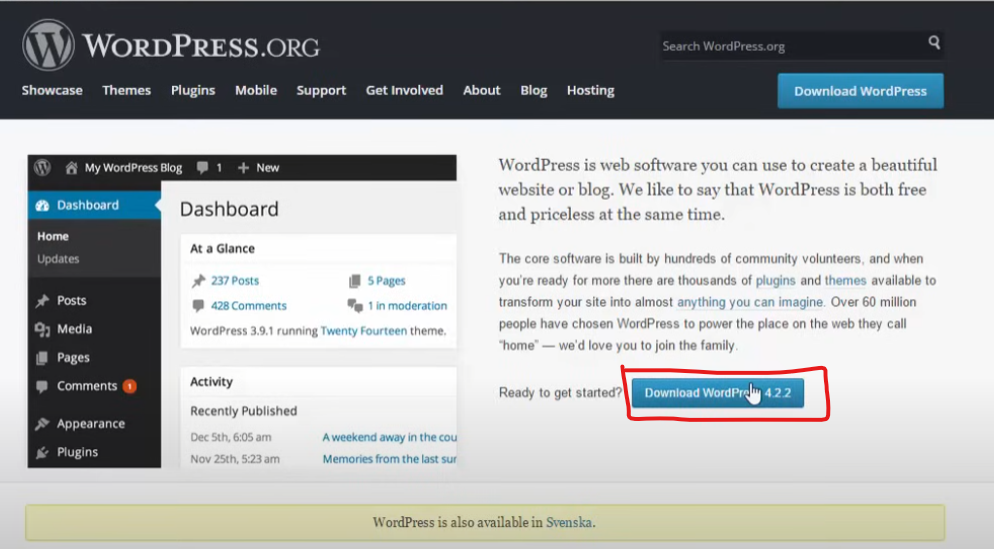 WORDPRESS.ORG
Search WordPress.org
Showcase Themes Plugins Mobile Support Get Involved About Blog Hosting
Download WordPress
My WordPress Blog 1 + New
Dashboard
Home
Updates
Posts
Media
Pages
Comments 1
Appearance
Plugins
Dashboard
At a Glance
237 Posts 5 Pages
428 Comments 1 in moderation
WordPress 3.9.1 running Twenty Fourteen theme.
Activity
Recently Published
Dec 5th, 6:05 am A weekend away in the cou
Nov 25th, 5:23 am Memories from the last sur
WordPress is web software you can use to create a beautiful
website or blog. We like to say that WordPress is both free
and priceless at the same time.
The core software is built by hundreds of community volunteers, and when
you're ready for more there are thousands of plugins and themes available to
transform your site into almost anything you can imagine. Over 60 million
people have chosen WordPress to power the place on the web they call
"home" — we'd love you to join the family.
Ready to get started? Download 4.2.2
WordPress is also available in Svenska.